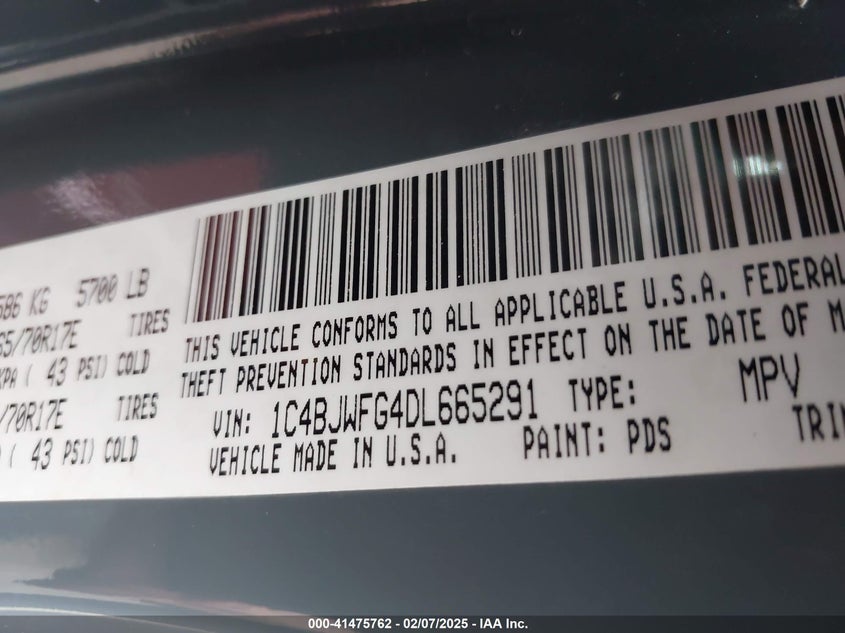 586 KG 5700 LB
65/70R17E TIRES
KPA ( 43 PSI) COLD
/70R17E TIRES
( 43 PSI) COLD
THIS VEHICLE CONFORMS TO ALL APPLICABLE U.S.A. FEDERAL
THEFT PREVENTION STANDARDS IN EFFECT ON THE DATE OF M
VIN: 1C4BJWFG4DL665291 TYPE: MPV
VEHICLE MADE IN U.S.A. PAINT: PDS TRIM
000-41475762 - 02/07/2025 - IAA Inc.